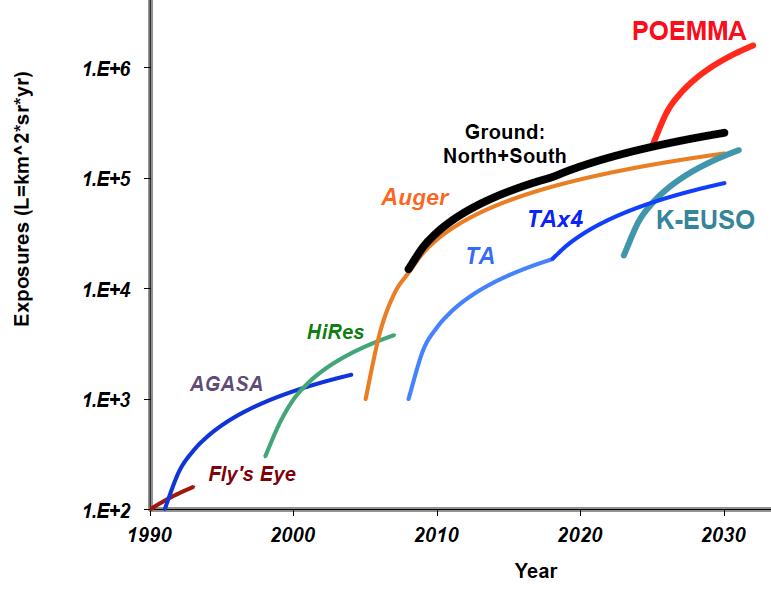 POEMMA
1.E+6
Ground:
North+South
1.E+5
Auger
TAx4
K-EUSO
TA
1.E+4
HiRes
AGASA
1.E+3
Fly's Eye
1.E+2
1990 2000 2010 2020 2030
Year
Exposures (L=km^2*sr*yr)